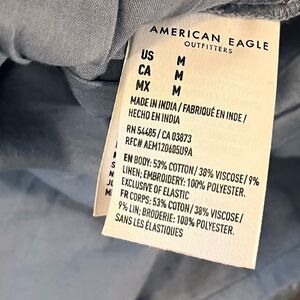 AMERICAN EAGLE
OUTFITTERS
US M
CA M
MX M
MADE IN INDIA / FABRIQUÉ EN INDE /
HECHO EN INDIA
RN 54485 / CA 03873
RFC# AEM120605U9A
EN BODY: 53% COTTON/ 38% VISCOSE/ 9%
LINEN; EMBROIDERY: 100% POLYESTER.
EXCLUSIVE OF ELASTIC
FR CORPS: 53% COTON/ 38% VISCOSE/
9% LIN; BRODERIE: 100% POLYESTER.
SANS LES ÉLASTIQUES